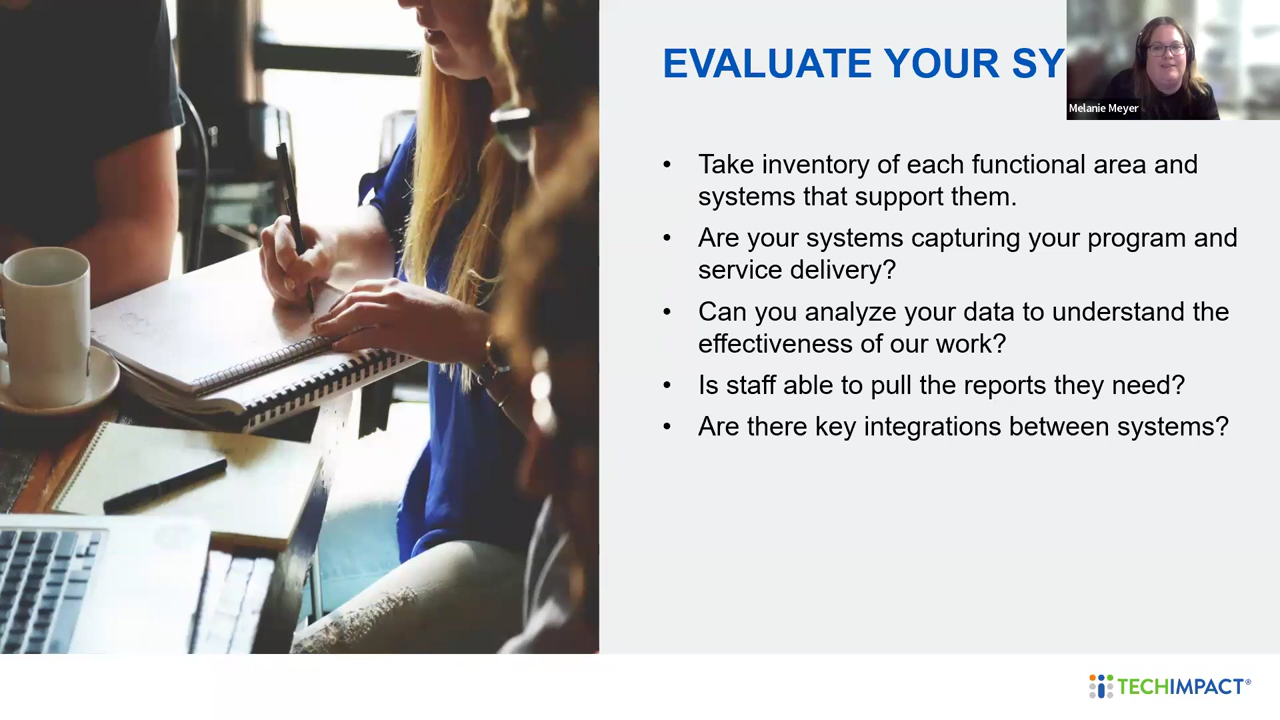 EVALUATE YOUR SY
Melanie Meyer
• Take inventory of each functional area and
systems that support them.
• Are your systems capturing your program and
service delivery?
• Can you analyze your data to understand the
effectiveness of our work?
• Is staff able to pull the reports they need?
• Are there key integrations between systems?
TECHIMPACT®